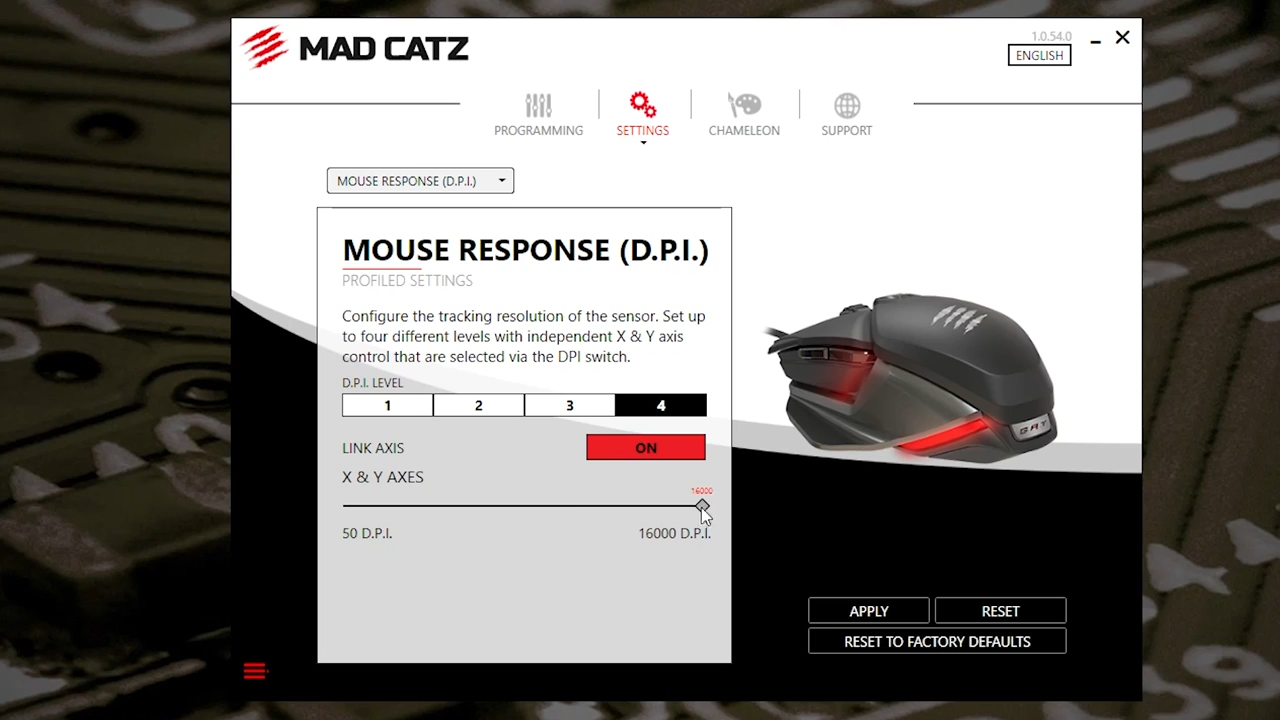 MAD CATZ
1.0.54.0
ENGLISH
PROGRAMMING
SETTINGS
CHAMELEON
SUPPORT
MOUSE RESPONSE (D.P.I.)
MOUSE RESPONSE (D.P.I.)
PROFILED SETTINGS
Configure the tracking resolution of the sensor. Set up
to four different levels with independent X & Y axis
control that are selected via the DPI switch.
D.P.I. LEVEL
1 2 3 4
LINK AXIS ON
X & Y AXES
16000
50 D.P.I. 16000 D.P.I.
APPLY RESET
RESET TO FACTORY DEFAULTS